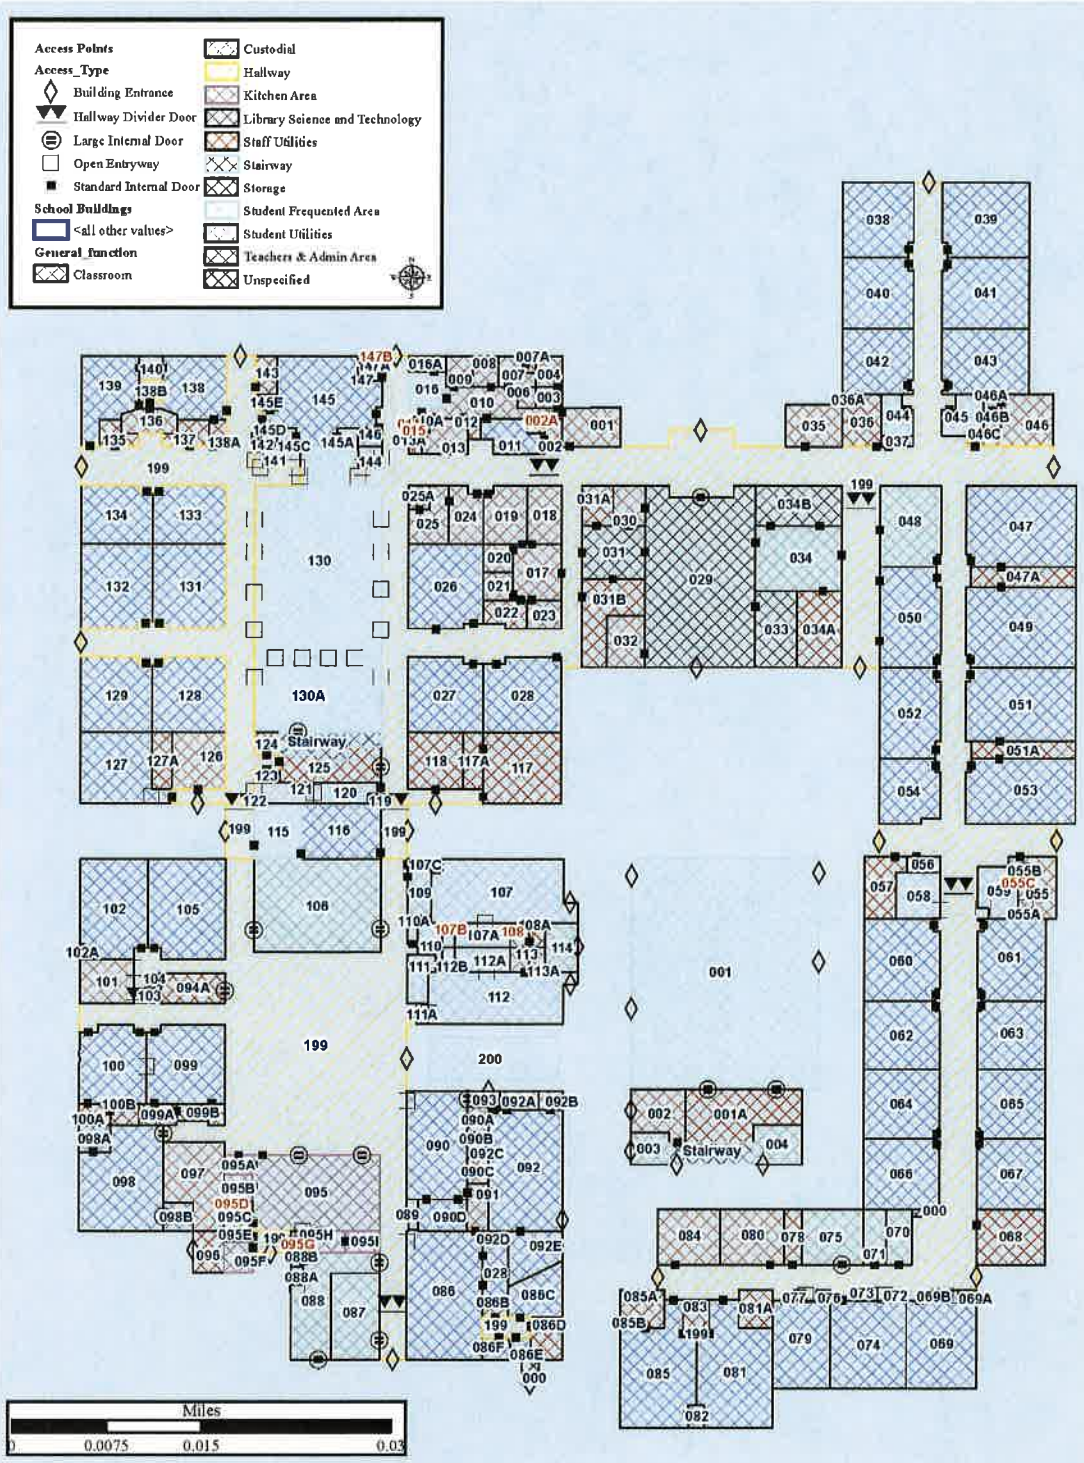 Access Points
Access_Type
Building Entrance
Hallway Divider Door
Large Internal Door
Open Entryway
Standard Internal Door
School Buildings
<all other values>
General_function
Classroom
Custodial
Hallway
Kitchen Area
Library Science and Technology
Staff Utilities
Stairway
Storage
Student Frequented Area
Student Utilities
Teachers & Admin Area
Unspecified
N
S
038 039
040 041
042 043
036A 046A
035 036 044 045 046B 046
037 046C
147B
140 143 147A 016A 008 007A
139 138 147 009 007 004
138B 145E 145 016 006 003
136 010
135 137 138A 145D 145C 145A 146 015 013 012 011 002A 002 001
141 144
199 199
134 133 130 025A 025 024 019 018 031A 030 034B 048 047
132 131 026 020 017 031 029 034 047A
021 031B 050 049
022 023 032 033 034A
129 128 130A 027 028 052 051
127 127A 126 124 Stairway 118 117A 117 051A
123 125 054 053
122 121 120 119
199 115 116 199
102 105 106 107C 107 057 056 055B
109 058 059 055C 055
110A 055A
102A 107B 107A 108 108A
110 113 114 060 061
101 104 094A 111 112B 112A 113A 001
103 112
111A
199 200 062 063
100 099
100B 093 092A 092B 064 065
100A 099A 099B 090A 002 001A
098A 090 090B 092 003 Stairway 004
092C
098 097 095A 090C 066 067
095B 095
095D 091
098B 095C 089 090D 000
095E 199 095H 092D 092E 084 080 078 075 070 068
096 095F 095G 095I 071
088B 028
088A 086 086C 085A 077 076 073 072 069B 069A
088 087 086B 083 081A
199 086D 085B 199 079 074 069
086F 086E 085 081
000 082
Miles
0 0.0075 0.015 0.03